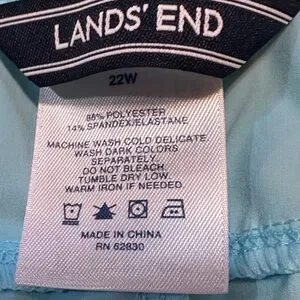 LANDS' END
22W
86% POLYESTER
14% SPANDEX/ELASTANE
MACHINE WASH COLD DELICATE.
WASH DARK COLORS
SEPARATELY.
DO NOT BLEACH.
TUMBLE DRY LOW.
WARM IRON IF NEEDED.
MADE IN CHINA
RN 62830